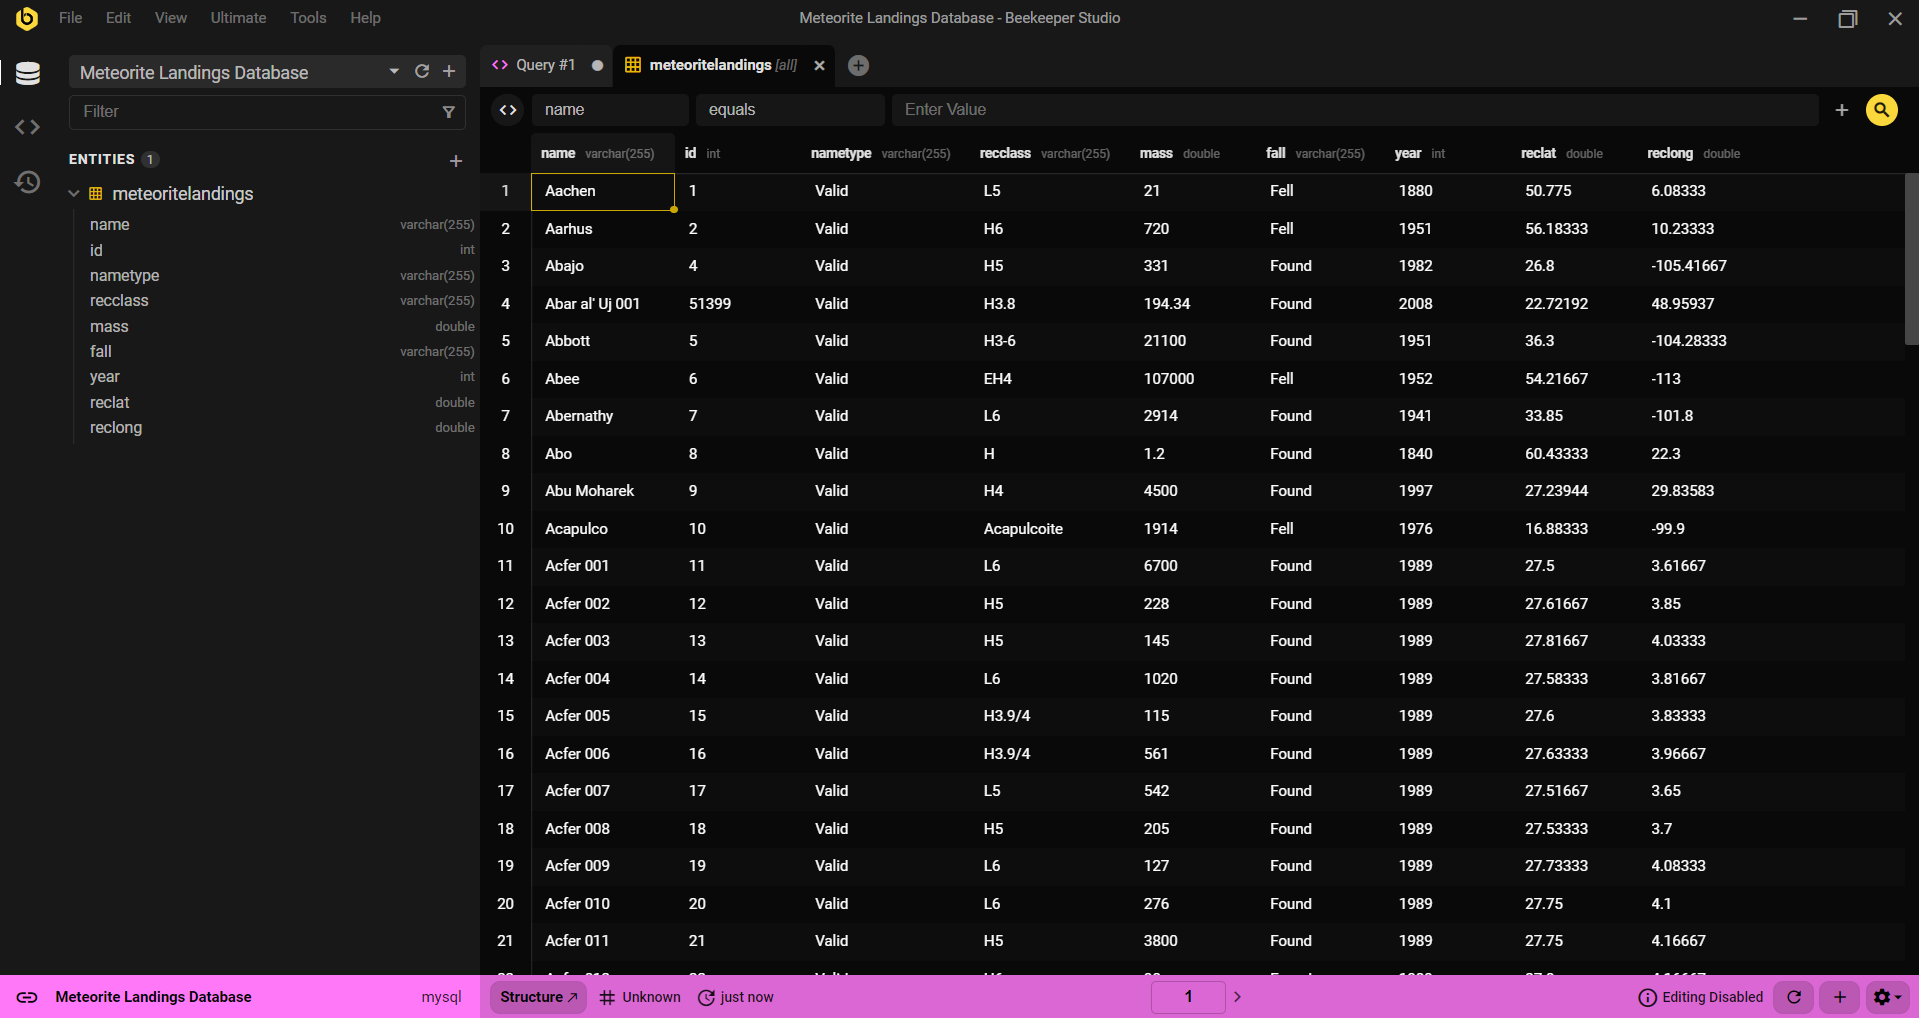 File Edit View Ultimate Tools Help
Meteorite Landings Database - Beekeeper Studio
Meteorite Landings Database
Filter
ENTITIES 1
meteoritelandings
name varchar(255)
id int
nametype varchar(255)
recclass varchar(255)
mass double
fall varchar(255)
year int
reclat double
reclong double
Query #1
meteoritelandings [all]
name equals Enter Value
name varchar(255) id int nametype varchar(255) recclass varchar(255) mass double fall varchar(255) year int reclat double reclong double
1 Aachen 1 Valid L5 21 Fell 1880 50.775 6.08333
2 Aarhus 2 Valid H6 720 Fell 1951 56.18333 10.23333
3 Abajo 4 Valid H5 331 Found 1982 26.8 -105.41667
4 Abar al' Uj 001 51399 Valid H3.8 194.34 Found 2008 22.72192 48.95937
5 Abbott 5 Valid H3-6 21100 Found 1951 36.3 -104.28333
6 Abee 6 Valid EH4 107000 Fell 1952 54.21667 -113
7 Abernathy 7 Valid L6 2914 Found 1941 33.85 -101.8
8 Abo 8 Valid H 1.2 Found 1840 60.43333 22.3
9 Abu Moharek 9 Valid H4 4500 Found 1997 27.23944 29.83583
10 Acapulco 10 Valid Acapulcoite 1914 Fell 1976 16.88333 -99.9
11 Acfer 001 11 Valid L6 6700 Found 1989 27.5 3.61667
12 Acfer 002 12 Valid H5 228 Found 1989 27.61667 3.85
13 Acfer 003 13 Valid H5 145 Found 1989 27.81667 4.03333
14 Acfer 004 14 Valid L6 1020 Found 1989 27.58333 3.81667
15 Acfer 005 15 Valid H3.9/4 115 Found 1989 27.6 3.83333
16 Acfer 006 16 Valid H3.9/4 561 Found 1989 27.63333 3.96667
17 Acfer 007 17 Valid L5 542 Found 1989 27.51667 3.65
18 Acfer 008 18 Valid H5 205 Found 1989 27.53333 3.7
19 Acfer 009 19 Valid L6 127 Found 1989 27.73333 4.08333
20 Acfer 010 20 Valid L6 276 Found 1989 27.75 4.1
21 Acfer 011 21 Valid H5 3800 Found 1989 27.75 4.16667
Meteorite Landings Database mysql Structure Unknown just now 1 Editing Disabled